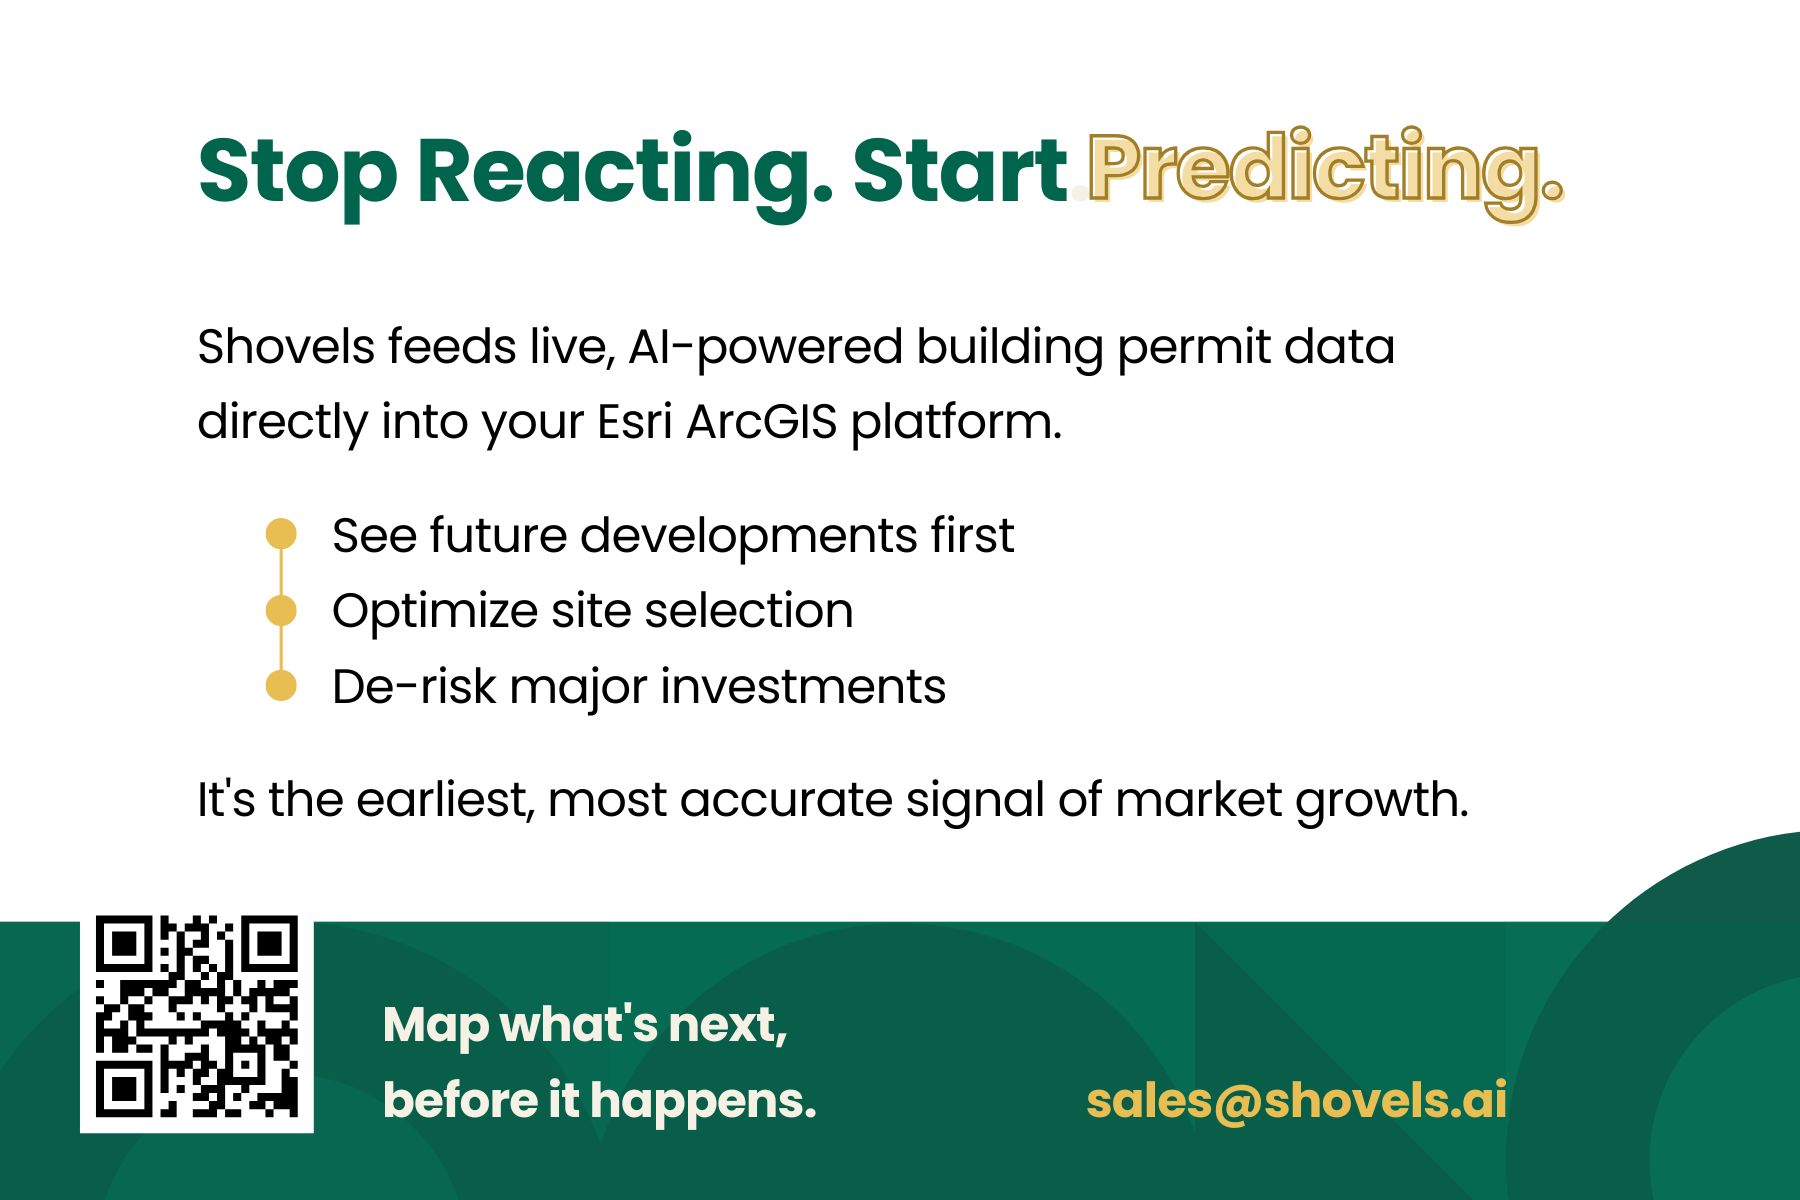 Stop Reacting. Start Predicting.
Shovels feeds live, AI-powered building permit data
directly into your Esri ArcGIS platform.
See future developments first
Optimize site selection
De-risk major investments
It's the earliest, most accurate signal of market growth.
Map what's next,
before it happens.
sales@shovels.ai